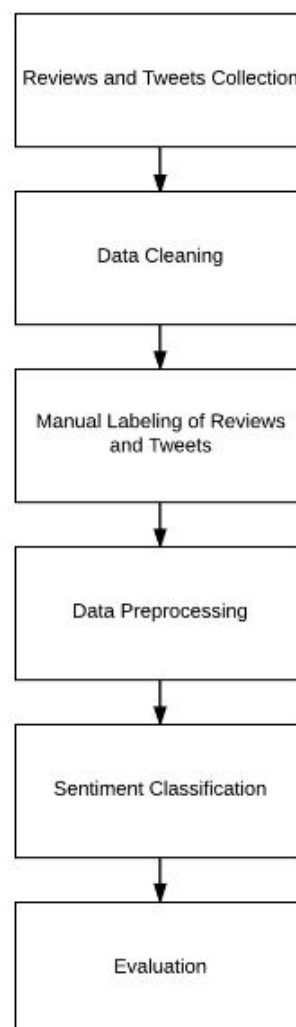 Reviews and Tweets Collection
Data Cleaning
Manual Labeling of Reviews
and Tweets
Data Preprocessing
Sentiment Classification
Evaluation